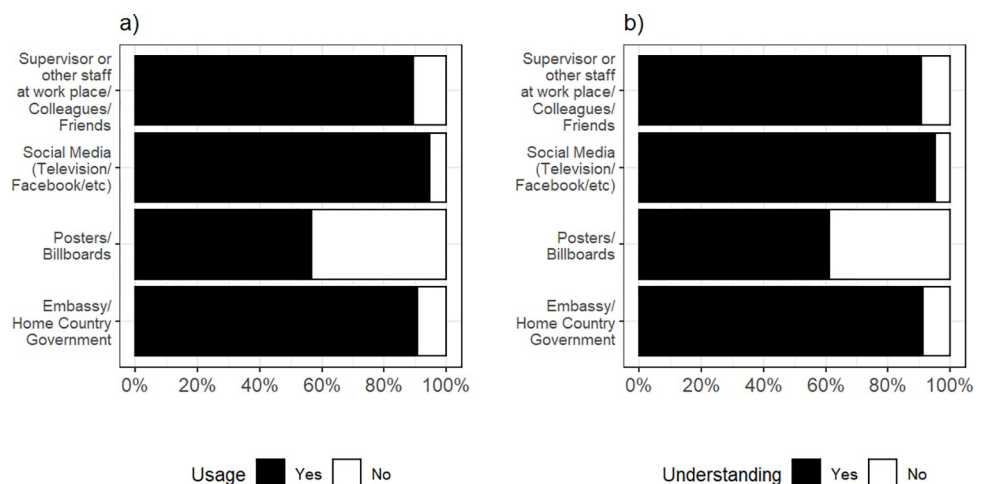 a)
Supervisor or
other staff
at work place/
Colleagues/
Friends
Social Media
(Television/
Facebook/etc)
Posters/
Billboards
Embassy/
Home Country
Government
0% 20% 40% 60% 80% 100%
Usage Yes No
b)
Supervisor or
other staff
at work place/
Colleagues/
Friends
Social Media
(Television/
Facebook/etc)
Posters/
Billboards
Embassy/
Home Country
Government
0% 20% 40% 60% 80% 100%
Understanding Yes No